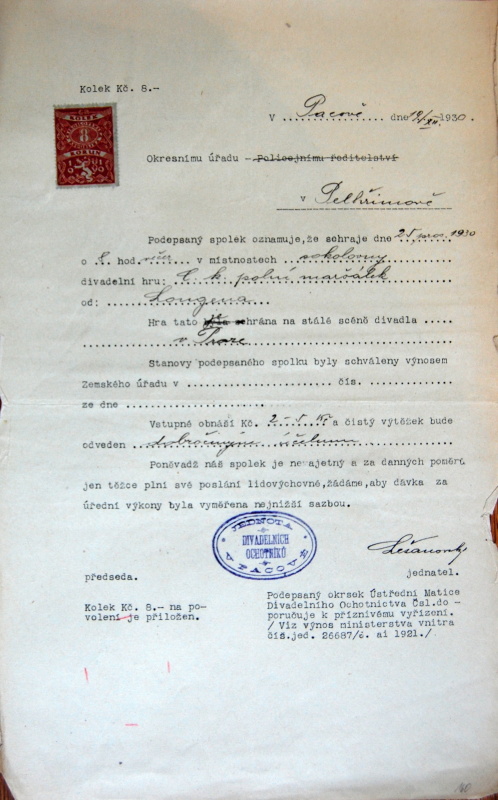 Kolek Kč. 8.-
KOLEK
8
KORUN
V Pacově dne 19/XII 1930.
Okresnímu úřadu - Policejnímu ředitelství
v Pelhřimově
Podepsaný spolek oznamuje, že sehraje dne 25 pros. 1930
o 8 hod. več. v místnostech sokolovny
divadelní hru: C. k. polní maršálek
od: Longena
Hra tato je hrána na stálé scéně divadla .....
v Praze
Stanovy podepsaného spolku byly schváleny výnosem
Zemského úřadu v .................... čís. ...............
ze dne ....................
Vstupné obnáší Kč. 2-5 Kč a čistý výtěžek bude
odveden dobročinným účelům
Poněvadž náš spolek je nemajetný a za daných poměrů
jen těžce plní své poslání lidovýchovné, žádáme, aby dávka za
úřední výkony byla vyměřena nejnižší sazbou.
JEDNOTA
DIVADELNÍCH
OCHOTNÍKŮ
V PACOVĚ
předseda.
jednatel.
Kolek Kč. 8.- na po-
volení je přiložen.
Podepsaný okrsek Ústřední Matice
Divadelního Ochotnictva Čsl. do-
poručuje k příznivému vyřízení.
/ Viz výnos ministerstva vnitra
čís. jed. 26687/6. ai 1921./